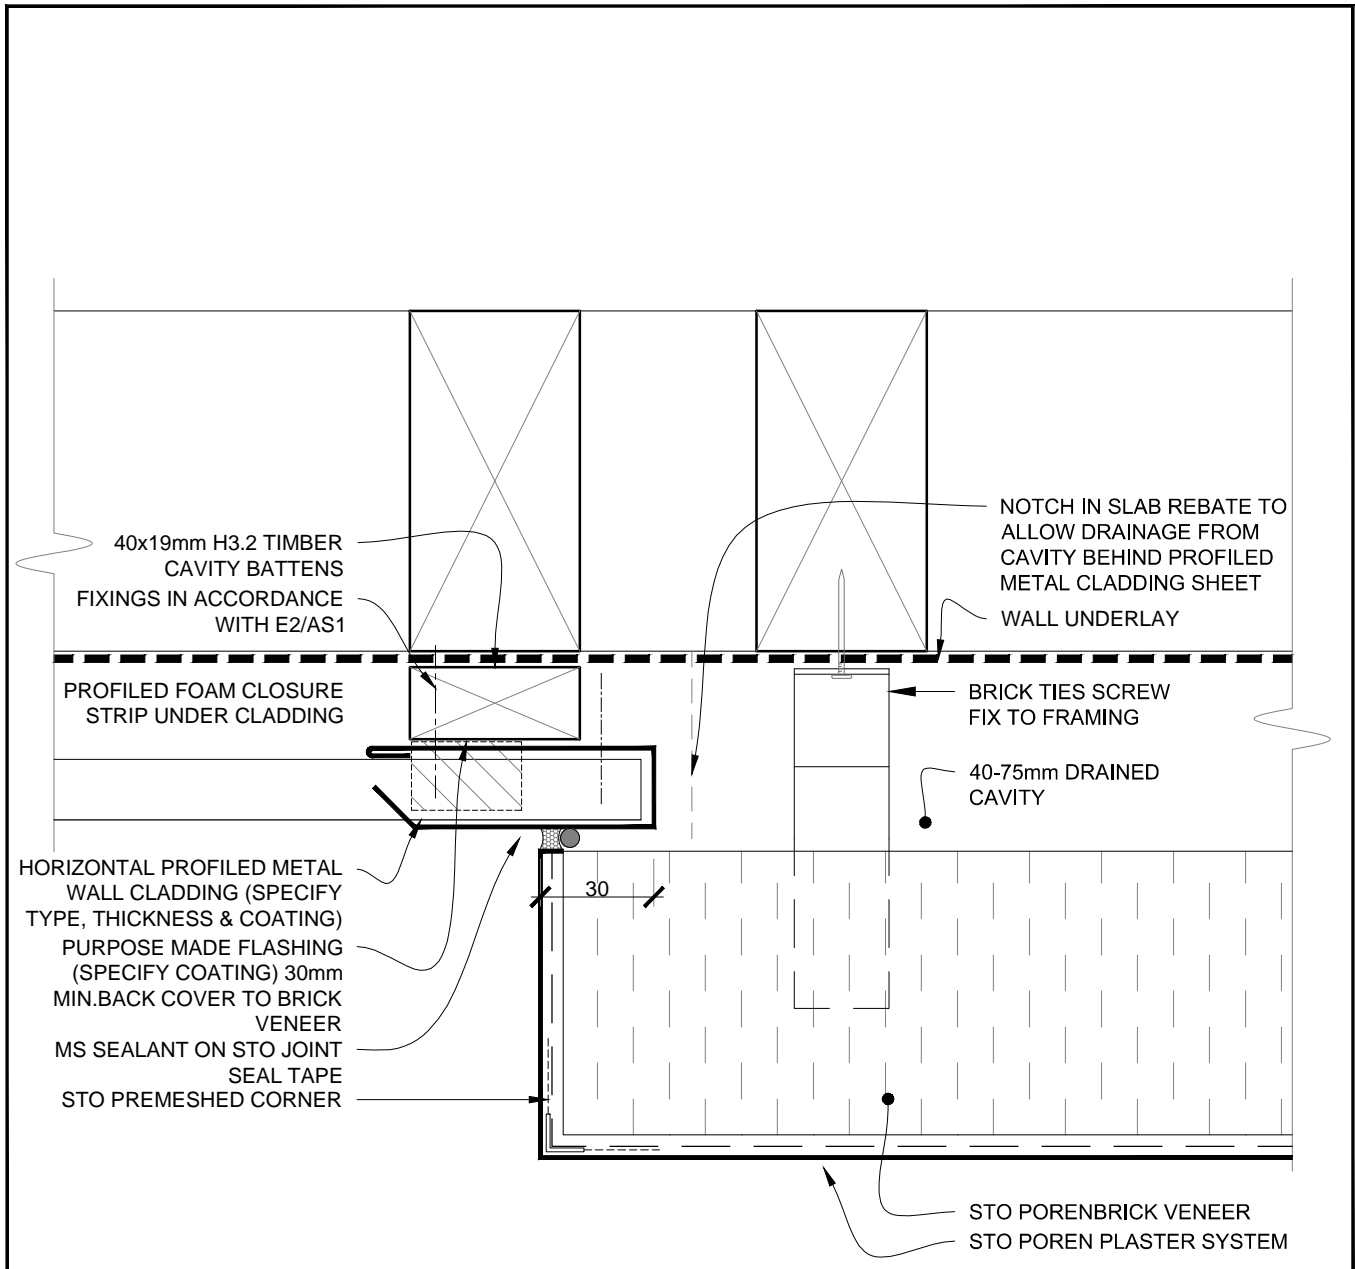 40x19mm H3.2 TIMBER
CAVITY BATTENS
FIXINGS IN ACCORDANCE
WITH E2/AS1
PROFILED FOAM CLOSURE
STRIP UNDER CLADDING
HORIZONTAL PROFILED METAL
WALL CLADDING (SPECIFY
TYPE, THICKNESS & COATING)
PURPOSE MADE FLASHING
(SPECIFY COATING) 30mm
MIN.BACK COVER TO BRICK
VENEER
MS SEALANT ON STO JOINT
SEAL TAPE
STO PREMESHED CORNER
30
NOTCH IN SLAB REBATE TO
ALLOW DRAINAGE FROM
CAVITY BEHIND PROFILED
METAL CLADDING SHEET
WALL UNDERLAY
BRICK TIES SCREW
FIX TO FRAMING
40-75mm DRAINED
CAVITY
STO PORENBRICK VENEER
STO POREN PLASTER SYSTEM